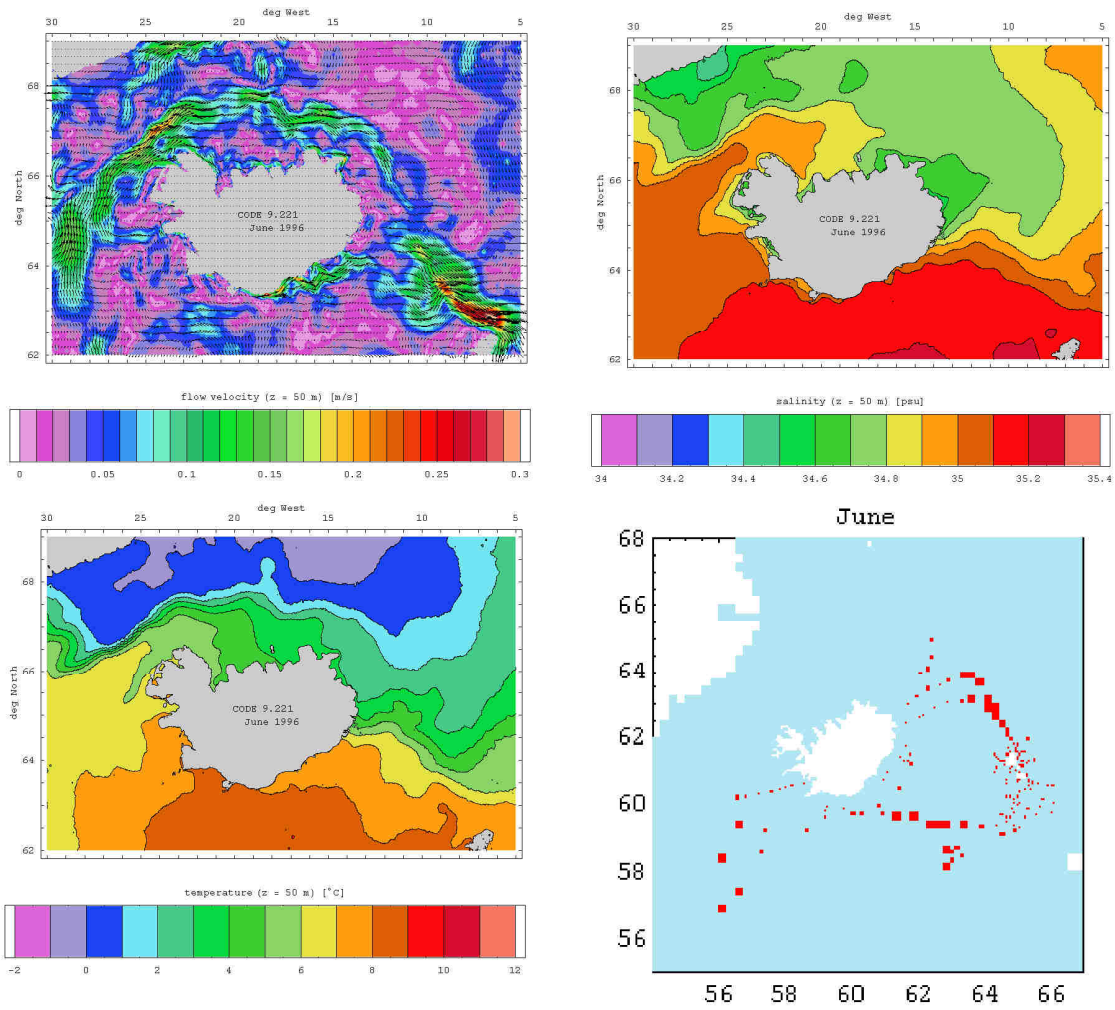 deg West
30 25 20 15 10 5
68
66
64
62
deg North
CODE 9.221
June 1996
flow velocity (z = 50 m) [m/s]
0 0.05 0.1 0.15 0.2 0.25 0.3
deg West
30 25 20 15 10 5
68
66
64
62
deg North
CODE 9.221
June 1996
salinity (z = 50 m) [psu]
34 34.2 34.4 34.6 34.8 35 35.2 35.4
deg West
30 25 20 15 10 5
68
66
64
62
deg North
CODE 9.221
June 1996
temperature (z = 50 m) [°C]
-2 0 2 4 6 8 10 12
June
68
66
64
62
60
58
56
56 58 60 62 64 66